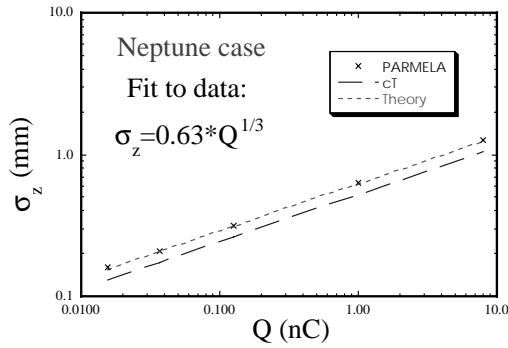 10.0
Neptune case
Fit to data:
σz=0.63*Q^1/3
PARMELA
cT
Theory
σz (mm)
1.0
0.1
0.0100
0.100
1.00
10.0
Q (nC)